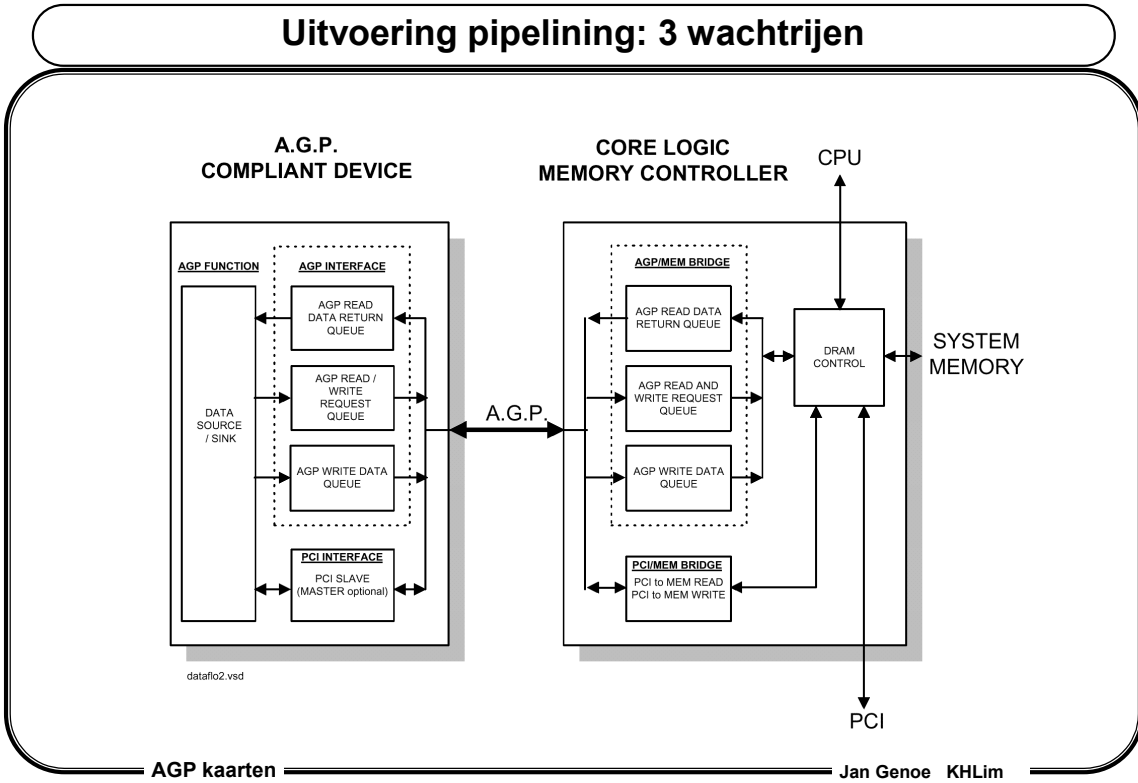 Uitvoering pipelining: 3 wachtrijen
A.G.P.
COMPLIANT DEVICE
CORE LOGIC
MEMORY CONTROLLER
CPU
AGP FUNCTION
AGP INTERFACE
AGP/MEM BRIDGE
AGP READ
DATA RETURN
QUEUE
AGP READ DATA
RETURN QUEUE
DRAM
CONTROL
SYSTEM
MEMORY
AGP READ /
WRITE
REQUEST
QUEUE
AGP READ AND
WRITE REQUEST
QUEUE
DATA
SOURCE
/ SINK
A.G.P.
AGP WRITE DATA
QUEUE
AGP WRITE DATA
QUEUE
PCI INTERFACE
PCI SLAVE
(MASTER optional)
PCI/MEM BRIDGE
PCI to MEM READ
PCI to MEM WRITE
dataflo2.vsd
PCI
AGP kaarten
Jan Genoe KHLim